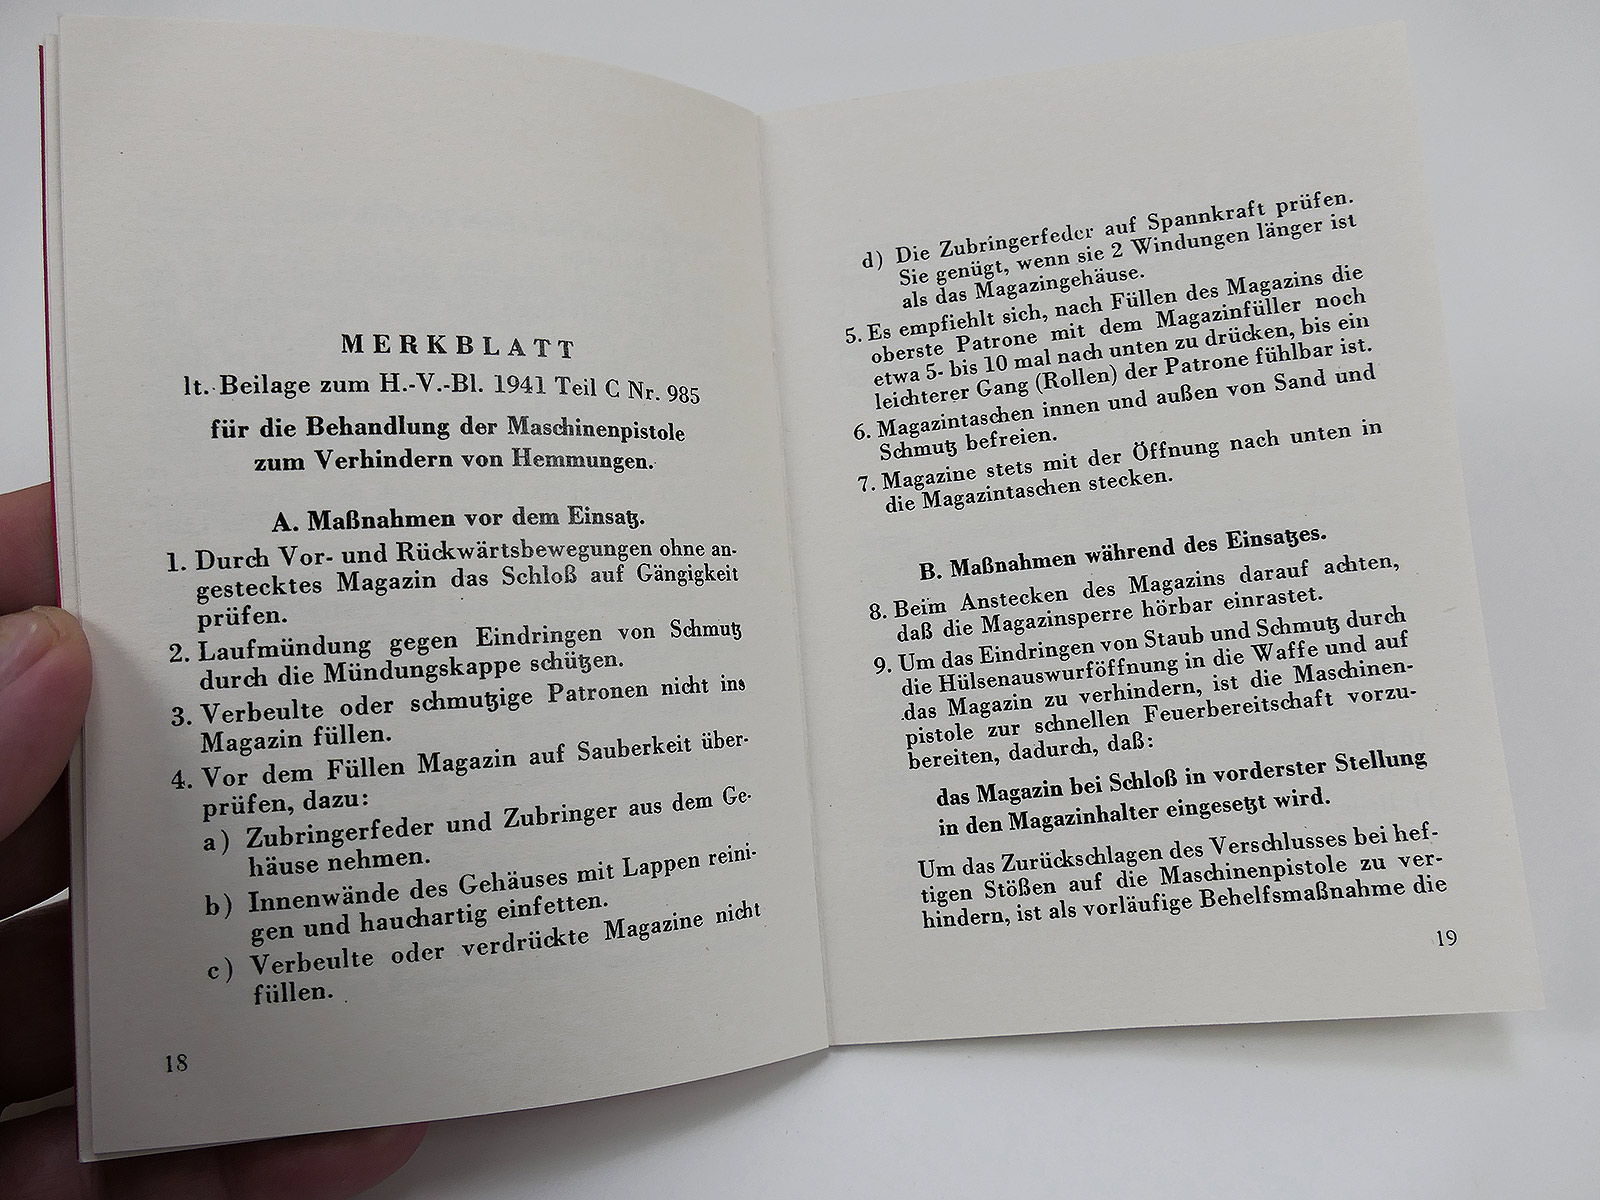 MERKBLATT
lt. Beilage zum H.-V.-Bl. 1941 Teil C Nr. 985
für die Behandlung der Maschinenpistole
zum Verhindern von Hemmungen.
A. Maßnahmen vor dem Einsatz.
1. Durch Vor- und Rückwärtsbewegungen ohne an-
gestecktes Magazin das Schloß auf Gängigkeit
prüfen.
2. Laufmündung gegen Eindringen von Schmutz
durch die Mündungskappe schützen.
3. Verbeulte oder schmutzige Patronen nicht ins
Magazin füllen.
4. Vor dem Füllen Magazin auf Sauberkeit über-
prüfen, dazu:
a) Zubringerfeder und Zubringer aus dem Ge-
häuse nehmen.
b) Innenwände des Gehäuses mit Lappen reini-
gen und hauchartig einfetten.
c) Verbeulte oder verdrückte Magazine nicht
füllen.
18
d) Die Zubringerfeder auf Spannkraft prüfen.
Sie genügt, wenn sie 2 Windungen länger ist
als das Magazingehäuse.
5. Es empfiehlt sich, nach Füllen des Magazins die
oberste Patrone mit dem Magazinfüller noch
etwa 5- bis 10 mal nach unten zu drücken, bis ein
leichterer Gang (Rollen) der Patrone fühlbar ist.
6. Magazintaschen innen und außen von Sand und
Schmutz befreien.
7. Magazine stets mit der Öffnung nach unten in
die Magazintaschen stecken.
B. Maßnahmen während des Einsatzes.
8. Beim Anstecken des Magazins darauf achten,
daß die Magazinsperre hörbar einrastet.
9. Um das Eindringen von Staub und Schmutz durch
die Hülsenauswurföffnung in die Waffe und auf
das Magazin zu verhindern, ist die Maschinen-
pistole zur schnellen Feuerbereitschaft vorzu-
bereiten, dadurch, daß:
das Magazin bei Schloß in vorderster Stellung
in den Magazinhalter eingesetzt wird.
Um das Zurückschlagen des Verschlusses bei hef-
tigen Stößen auf die Maschinenpistole zu ver-
hindern, ist als vorläufige Behelfsmaßnahme die
19